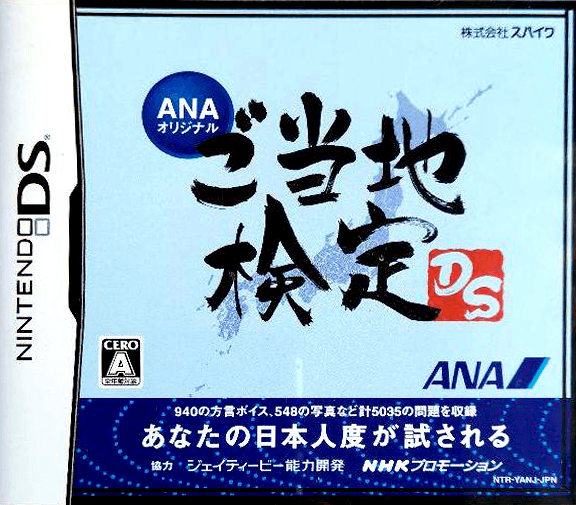 株式会社 スパイク
NINTENDO DS
ANA
オリジナル
ご当地
検定
DS
CERO
A
全年齢対象
ANA
940の方言ボイス、548の写真など計5035の問題を収録
あなたの日本人度が試される
協力 ジェイティービー能力開発 NHKプロモーション
NTR-YANJ-JPN